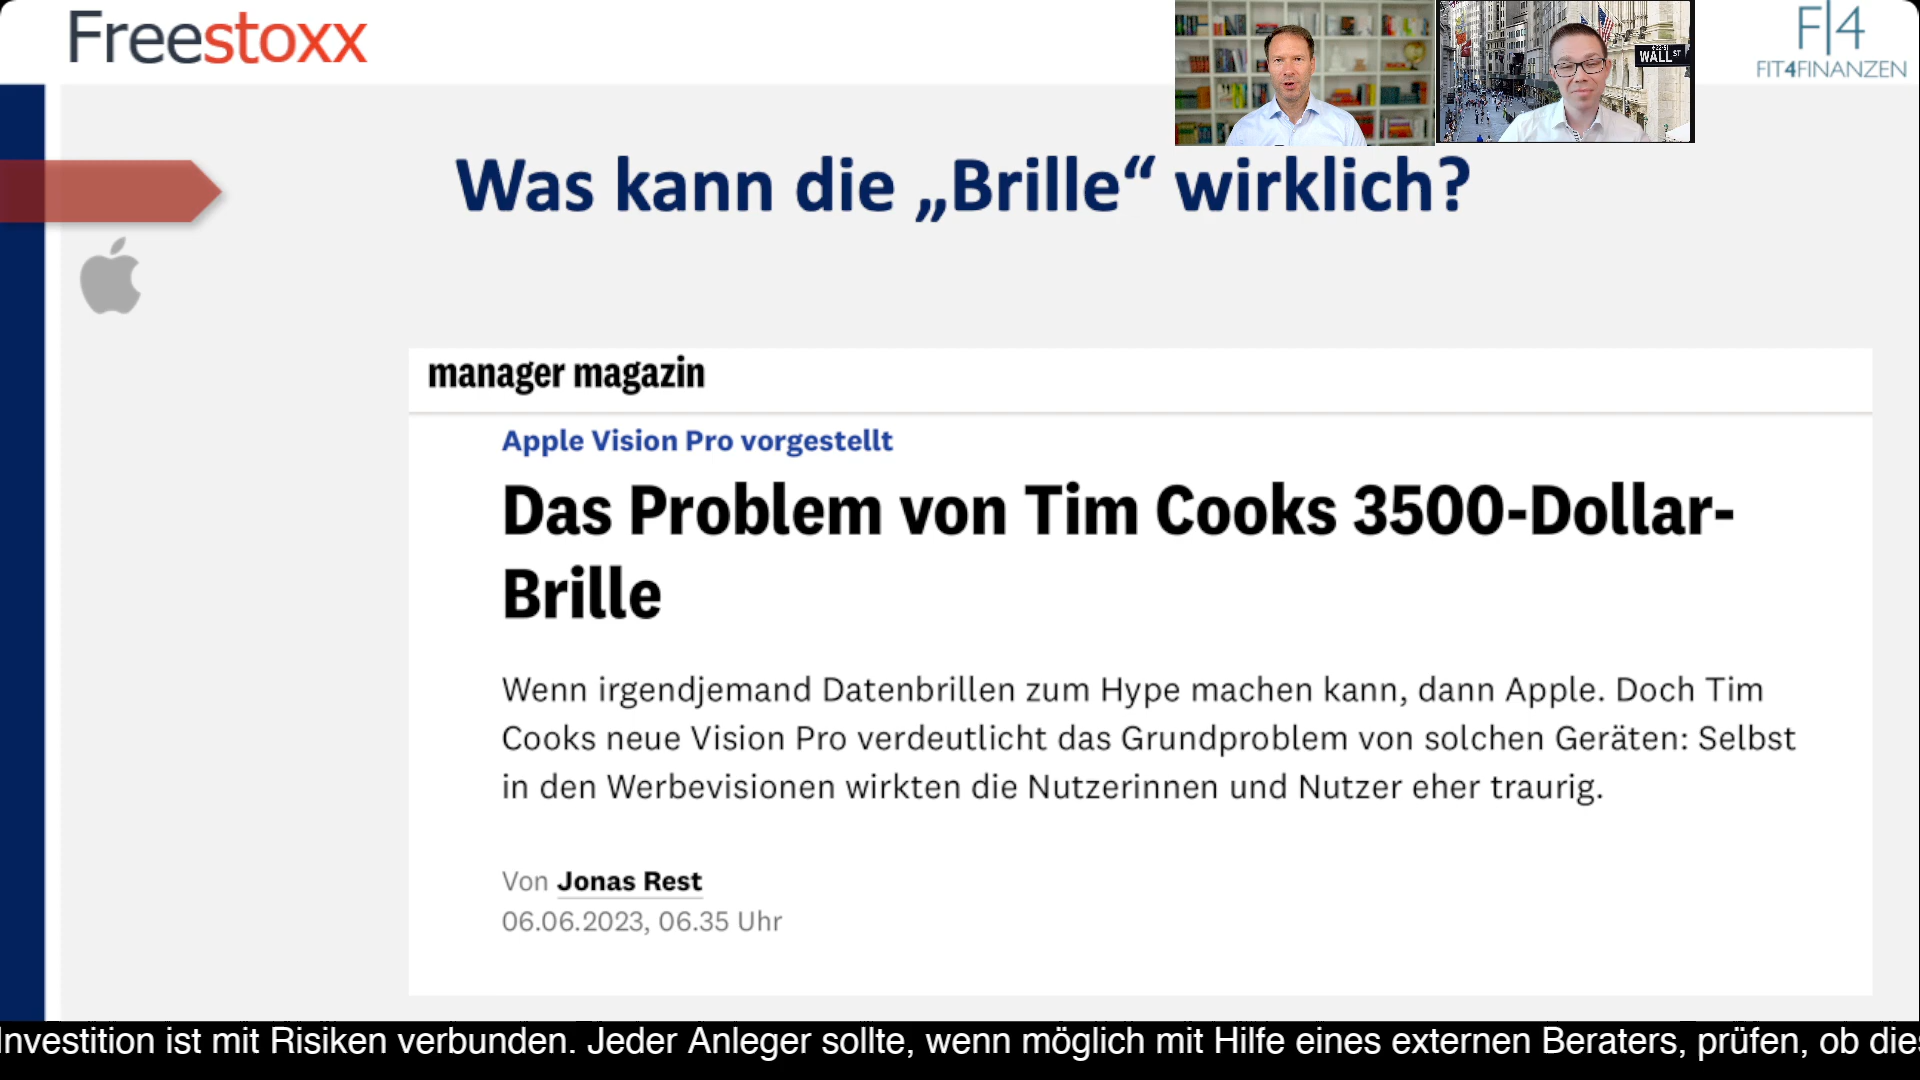 Freestoxx
WALL ST
F|4
FIT4FINANZEN
Was kann die „Brille“ wirklich?
manager magazin
Apple Vision Pro vorgestellt
Das Problem von Tim Cooks 3500-Dollar-
Brille
Wenn irgendjemand Datenbrillen zum Hype machen kann, dann Apple. Doch Tim
Cooks neue Vision Pro verdeutlicht das Grundproblem von solchen Geräten: Selbst
in den Werbevisionen wirkten die Nutzerinnen und Nutzer eher traurig.
Von Jonas Rest
06.06.2023, 06.35 Uhr
Investition ist mit Risiken verbunden. Jeder Anleger sollte, wenn möglich mit Hilfe eines externen Beraters, prüfen, ob die